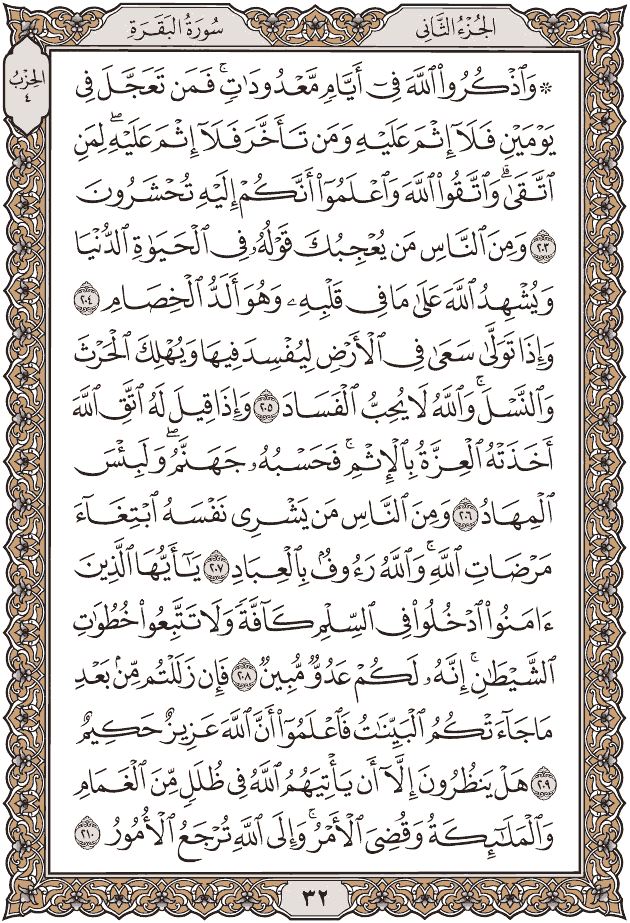 الجُزْءُ الثَّانِي
سُورَةُ البَقَرَةِ
الحِزْبُ
٤
۞ وَٱذْكُرُوا۟ ٱللَّهَ فِىٓ أَيَّامٍ مَّعْدُودَٰتٍ ۚ فَمَن تَعَجَّلَ فِى
يَوْمَيْنِ فَلَآ إِثْمَ عَلَيْهِ وَمَن تَأَخَّرَ فَلَآ إِثْمَ عَلَيْهِ ۖ لِمَنِ
ٱتَّقَىٰ ۗ وَٱتَّقُوا۟ ٱللَّهَ وَٱعْلَمُوٓا۟ أَنَّكُمْ إِلَيْهِ تُحْشَرُونَ
٢٠٣ وَمِنَ ٱلنَّاسِ مَن يُعْجِبُكَ قَوْلُهُۥ فِى ٱلْحَيَوٰةِ ٱلدُّنْيَا
وَيُشْهِدُ ٱللَّهَ عَلَىٰ مَا فِى قَلْبِهِۦ وَهُوَ أَلَدُّ ٱلْخِصَامِ ٢٠٤
وَإِذَا تَوَلَّىٰ سَعَىٰ فِى ٱلْأَرْضِ لِيُفْسِدَ فِيهَا وَيُهْلِكَ ٱلْحَرْثَ
وَٱلنَّسْلَ ۗ وَٱللَّهُ لَا يُحِبُّ ٱلْفَسَادَ ٢٠٥ وَإِذَا قِيلَ لَهُ ٱتَّقِ ٱللَّهَ
أَخَذَتْهُ ٱلْعِزَّةُ بِٱلْإِثْمِ ۚ فَحَسْبُهُۥ جَهَنَّمُ ۖ وَلَبِئْسَ
ٱلْمِهَادُ ٢٠٦ وَمِنَ ٱلنَّاسِ مَن يَشْرِى نَفْسَهُ ٱبْتِغَآءَ
مَرْضَاتِ ٱللَّهِ ۗ وَٱللَّهُ رَءُوفٌۢ بِٱلْعِبَادِ ٢٠٧ يَٰٓأَيُّهَا ٱلَّذِينَ
ءَامَنُوا۟ ٱدْخُلُوا۟ فِى ٱلسِّلْمِ كَآفَّةً وَلَا تَتَّبِعُوا۟ خُطُوَٰتِ
ٱلشَّيْطَٰنِ ۚ إِنَّهُۥ لَكُمْ عَدُوٌّ مُّبِينٌ ٢٠٨ فَإِن زَلَلْتُم مِّنۢ بَعْدِ
مَا جَآءَتْكُمُ ٱلْبَيِّنَٰتُ فَٱعْلَمُوٓا۟ أَنَّ ٱللَّهَ عَزِيزٌ حَكِيمٌ
٢٠٩ هَلْ يَنظُرُونَ إِلَّآ أَن يَأْتِيَهُمُ ٱللَّهُ فِى ظُلَلٍ مِّنَ ٱلْغَمَامِ
وَٱلْمَلَٰٓئِكَةُ وَقُضِىَ ٱلْأَمْرُ ۚ وَإِلَى ٱللَّهِ تُرْجَعُ ٱلْأُمُورُ ٢١٠
٣٢